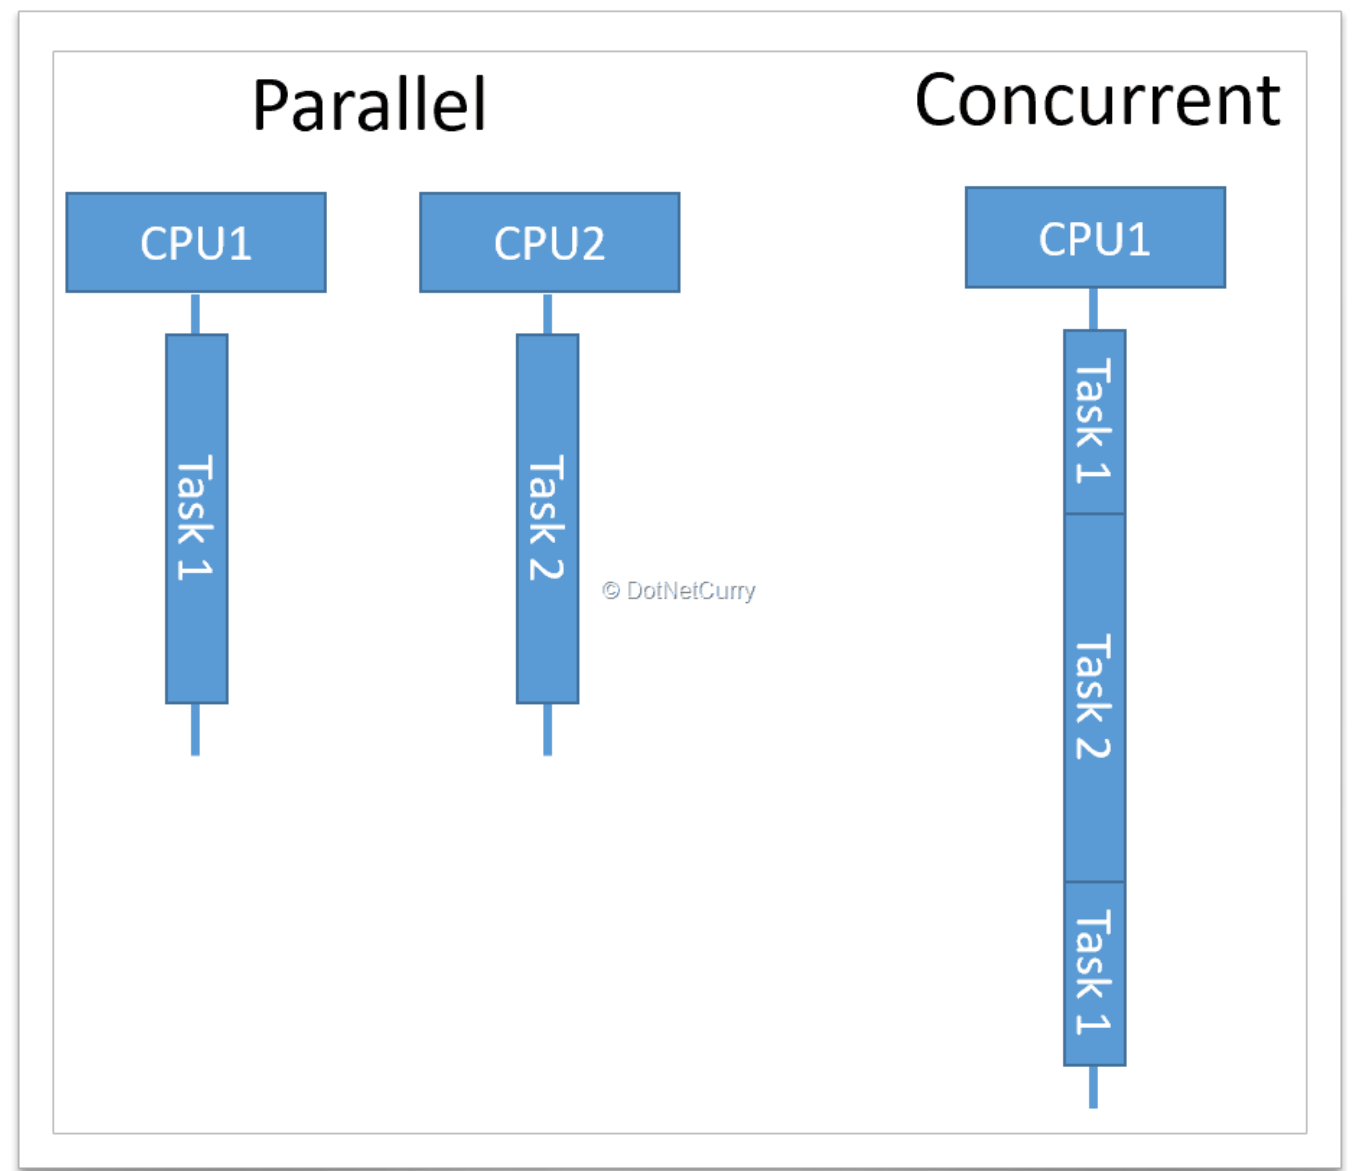 Parallel
Concurrent
CPU1
CPU2
CPU1
Task 1
Task 2
Task 1
Task 2
Task 1
© DotNetCurry